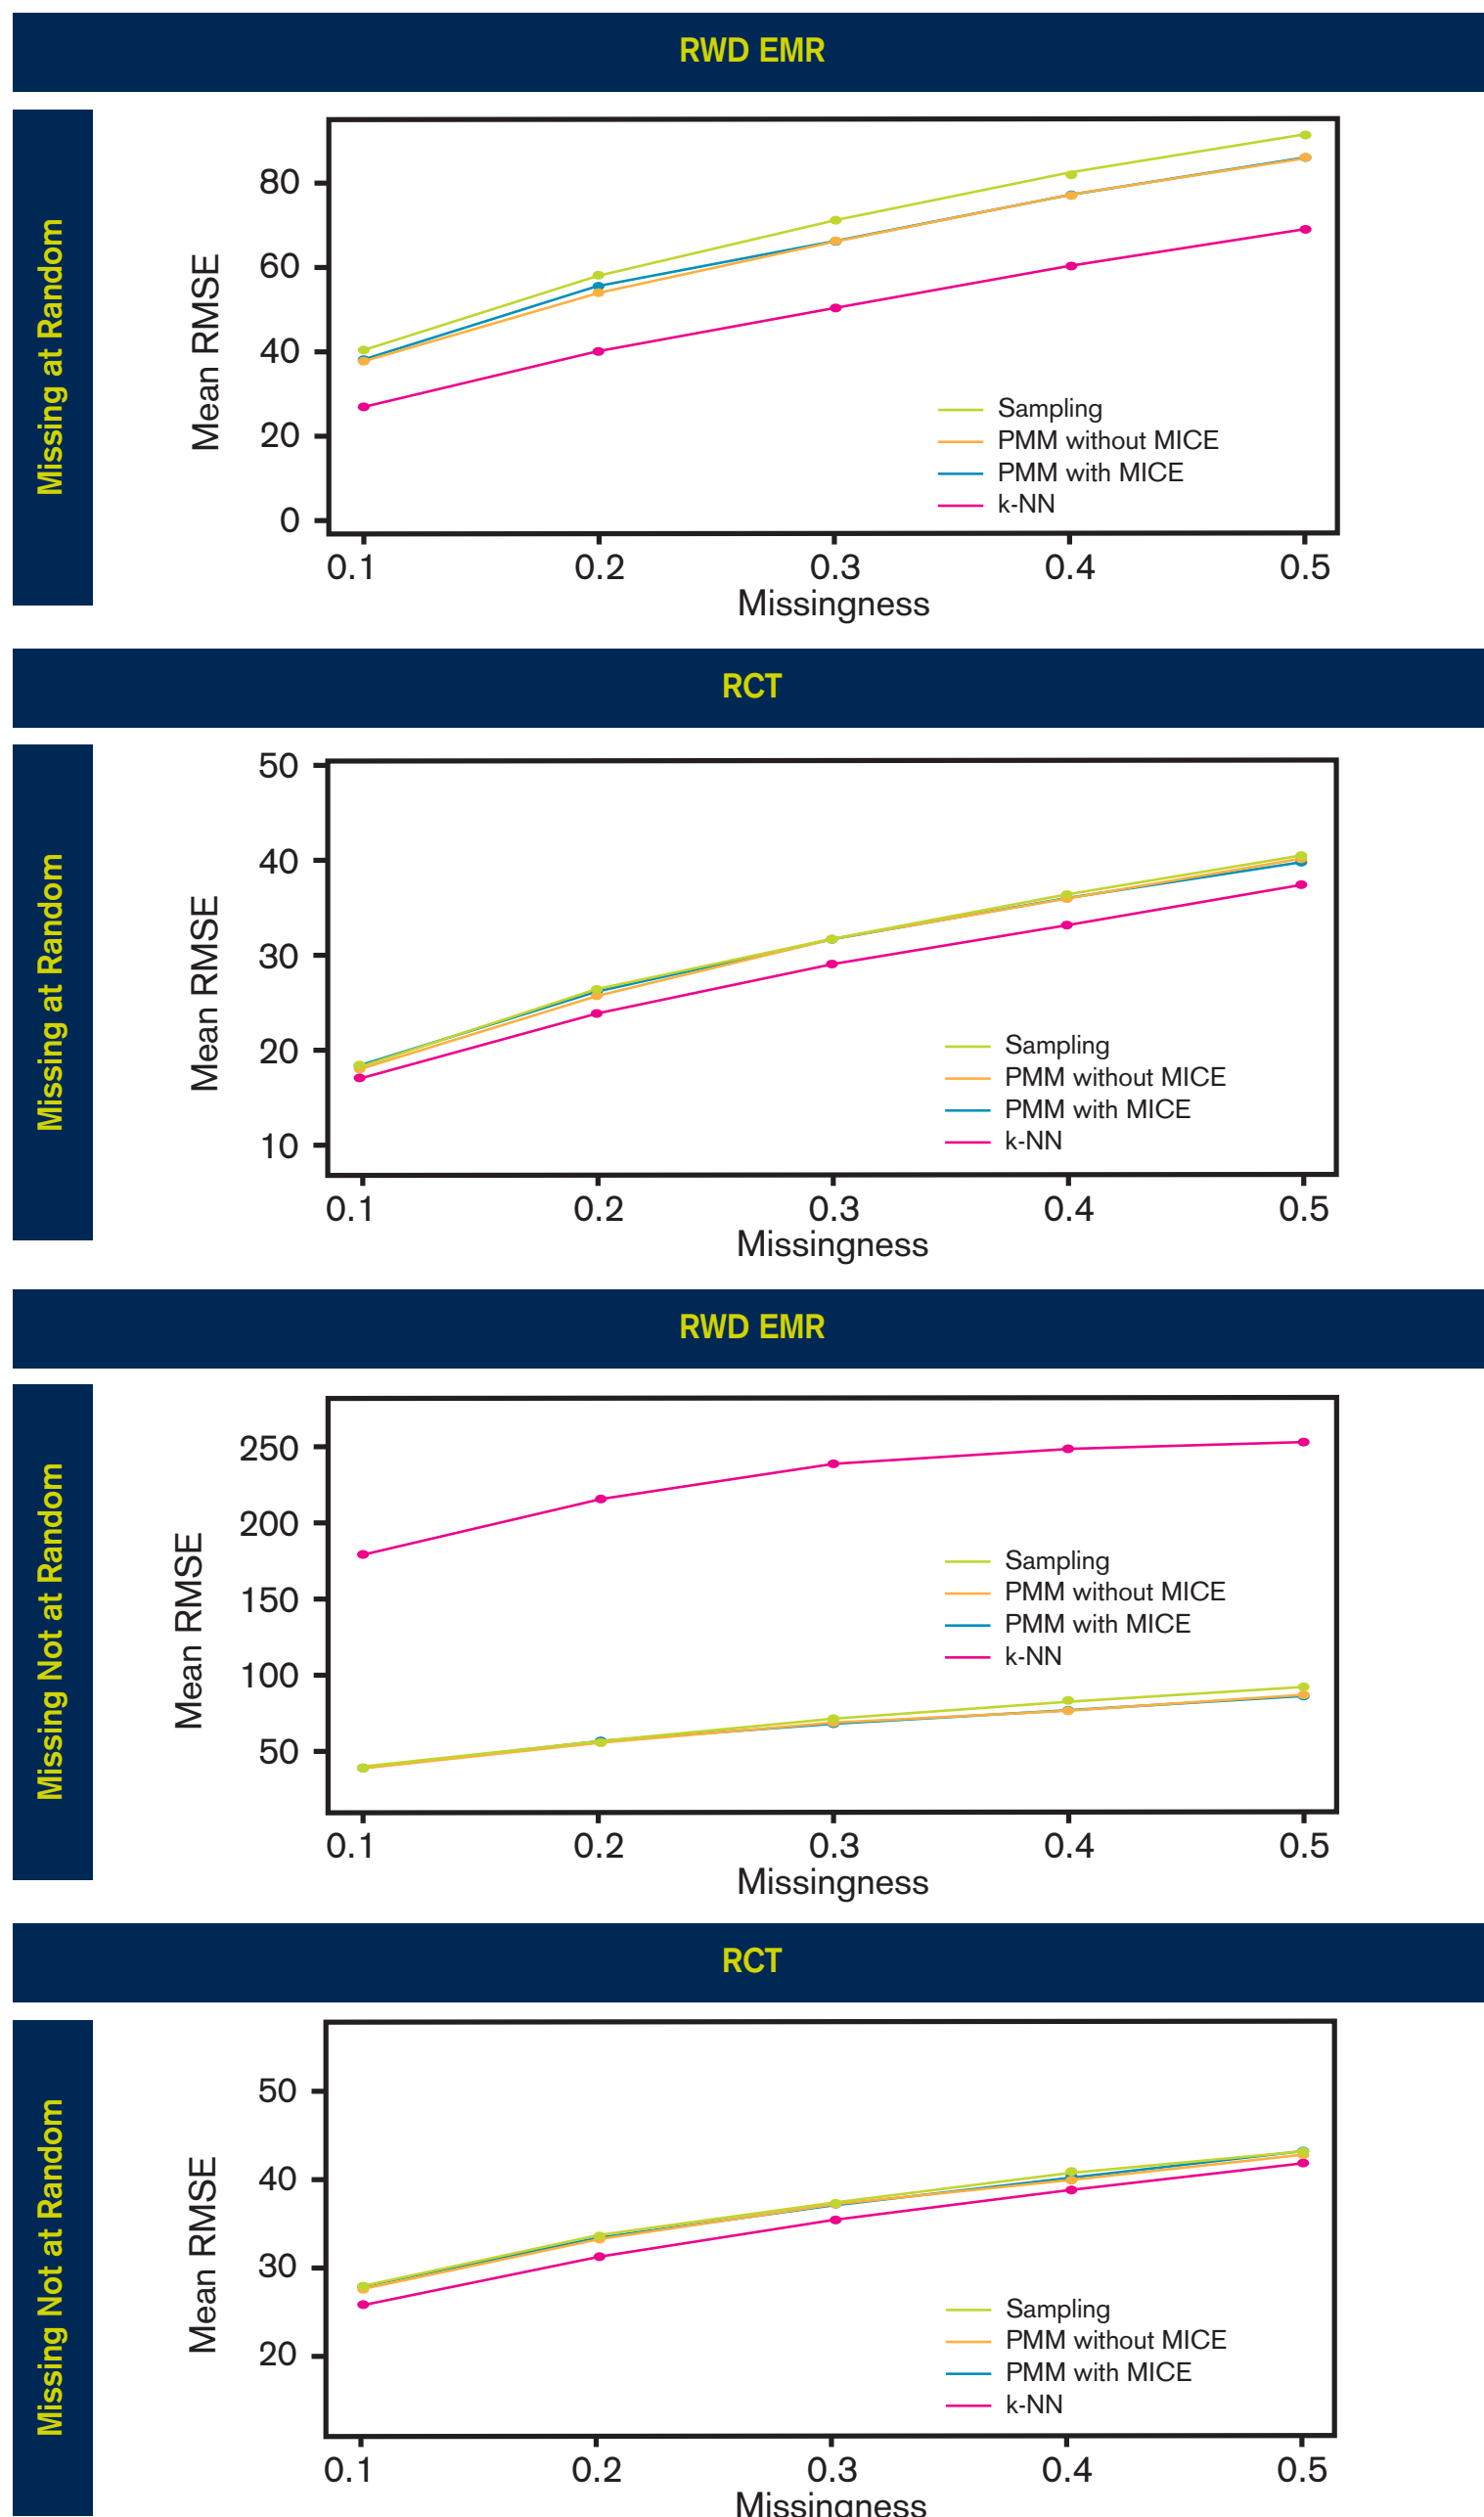 RWD EMR
Missing at Random
Mean RMSE
80
60
40
20
0
Sampling
PMM without MICE
PMM with MICE
k-NN
0.1 0.2 0.3 0.4 0.5
Missingness
RCT
Missing at Random
Mean RMSE
50
40
30
20
10
Sampling
PMM without MICE
PMM with MICE
k-NN
0.1 0.2 0.3 0.4 0.5
Missingness
RWD EMR
Missing Not at Random
Mean RMSE
250
200
150
100
50
Sampling
PMM without MICE
PMM with MICE
k-NN
0.1 0.2 0.3 0.4 0.5
Missingness
RCT
Missing Not at Random
Mean RMSE
50
40
30
20
Sampling
PMM without MICE
PMM with MICE
k-NN
0.1 0.2 0.3 0.4 0.5
Missingness